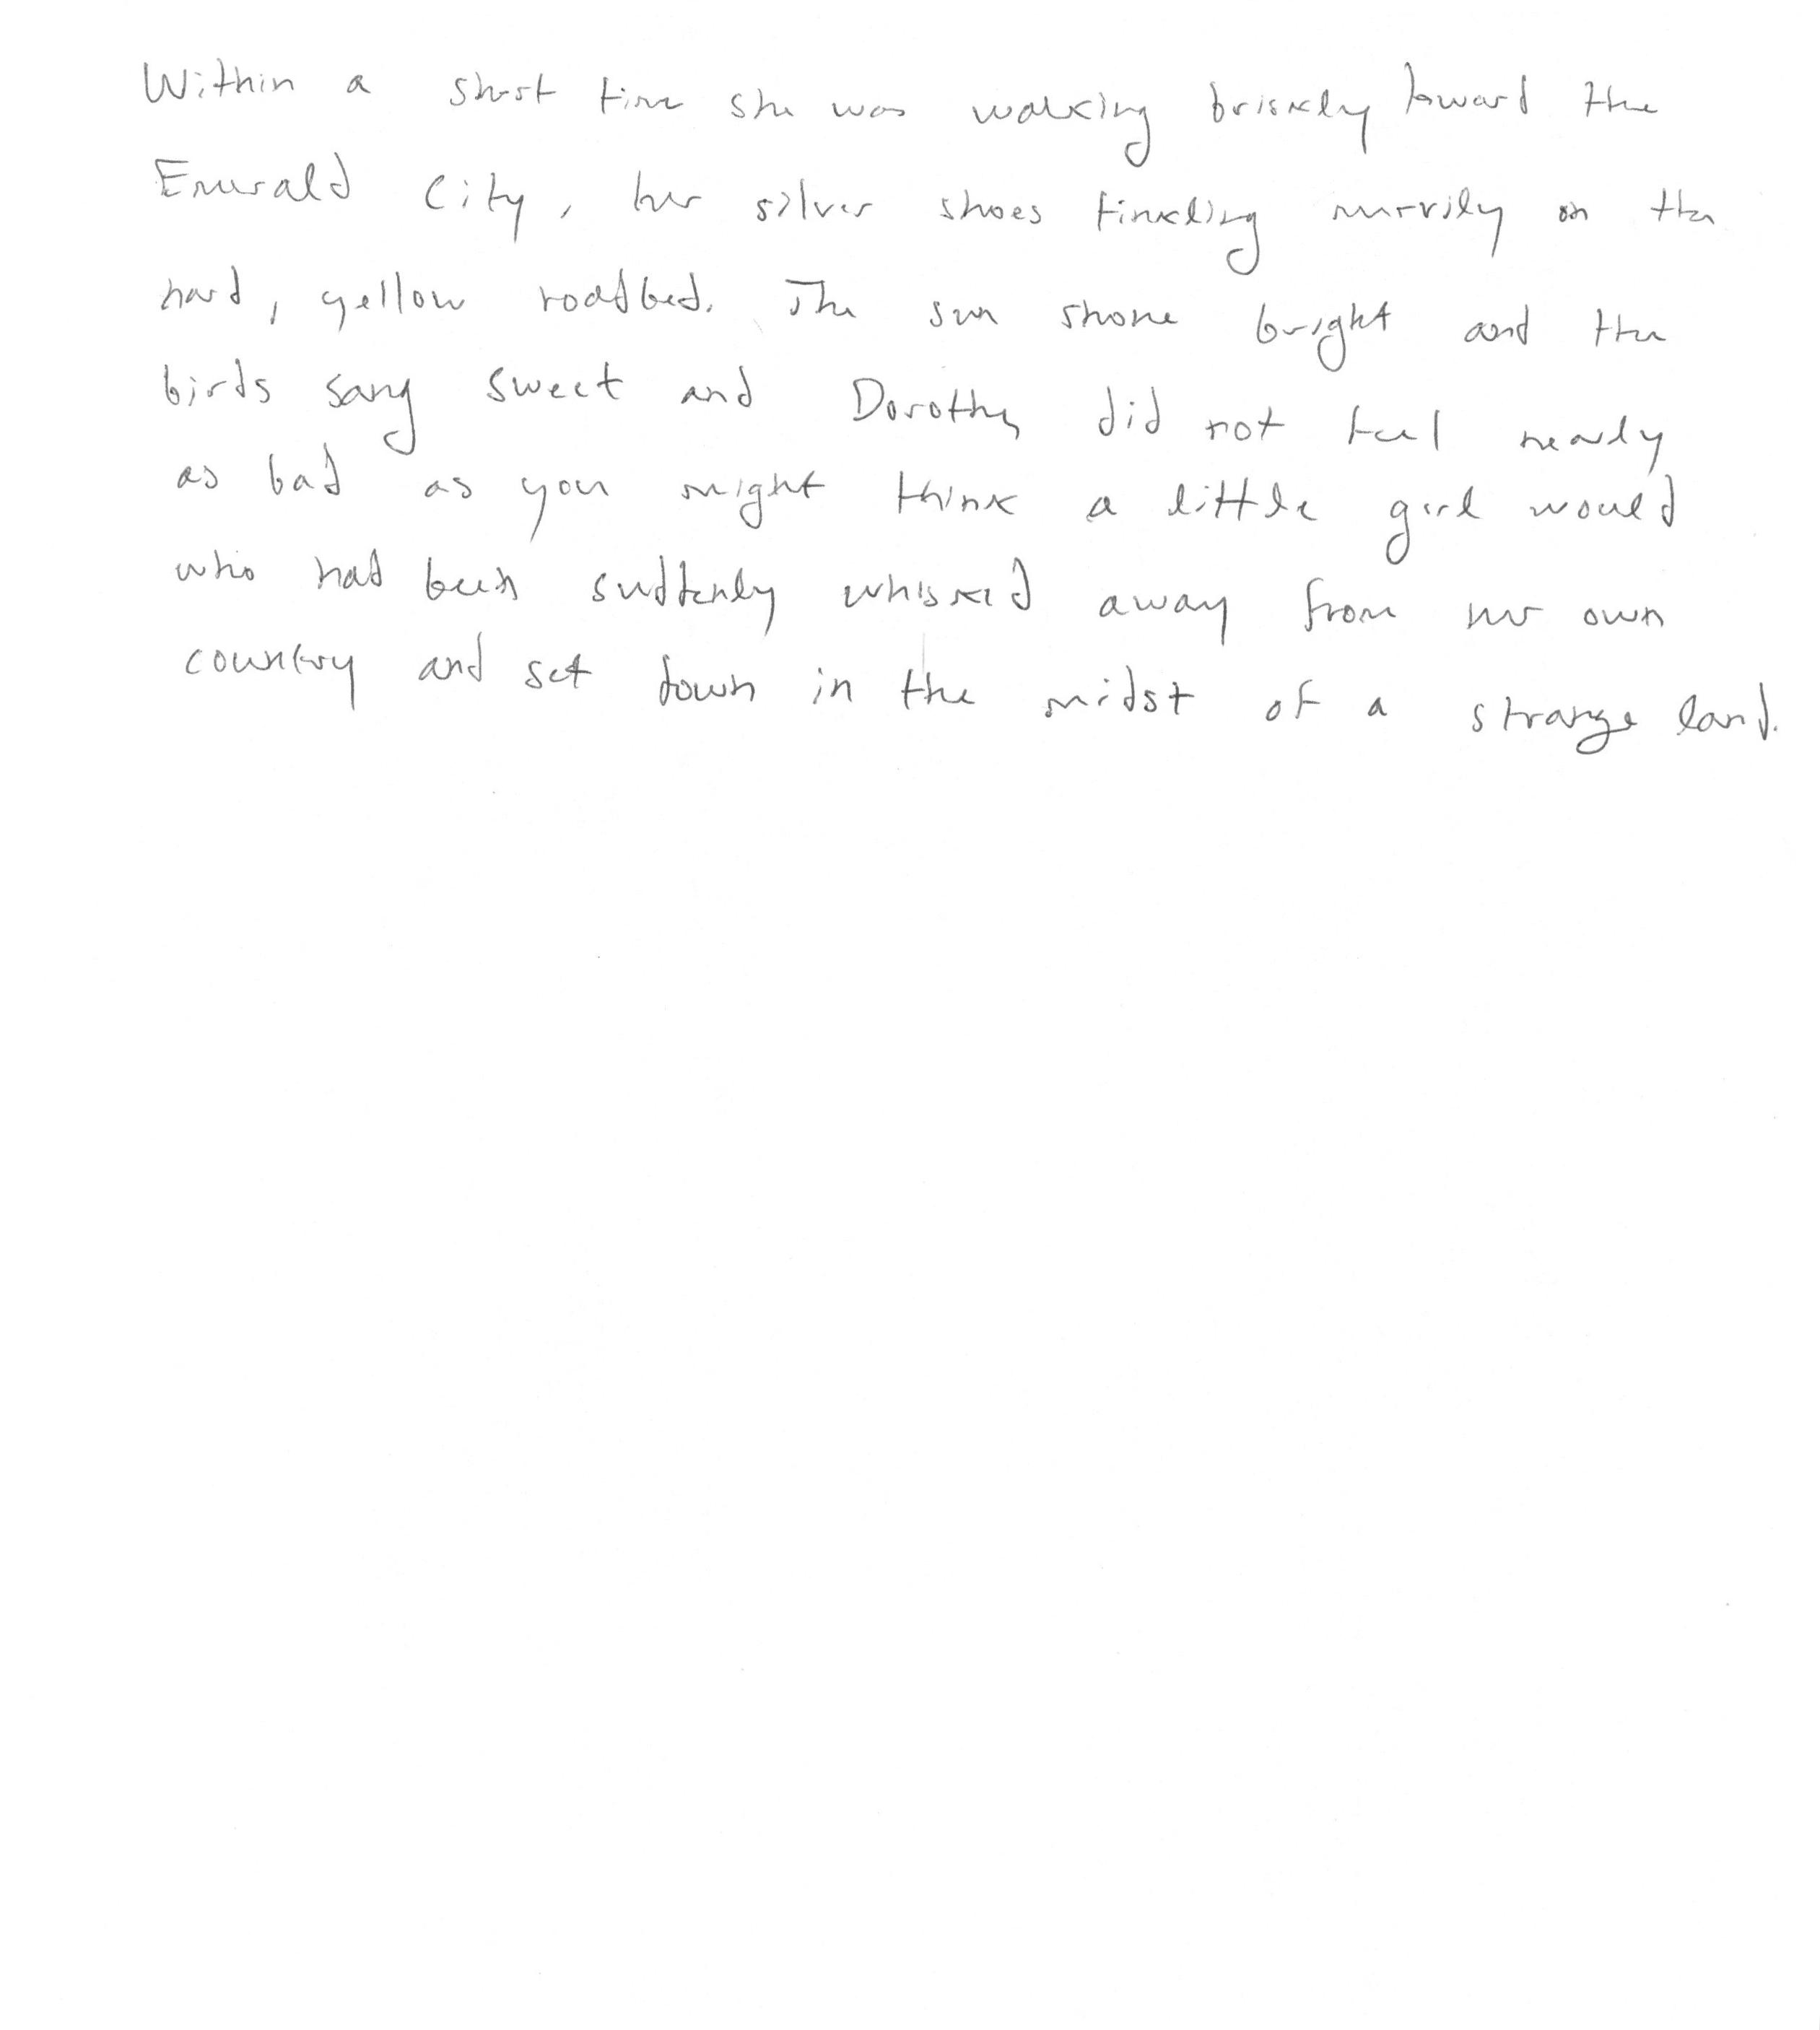 Within a short time she was walking briskly toward the
Emerald City, her silver shoes tinkling merrily on the
hard, yellow roadbed. The sun shone bright and the
birds sang sweet and Dorothy did not feel nearly
as bad as you might think a little girl would
who had been suddenly whisked away from her own
country and set down in the midst of a strange land.